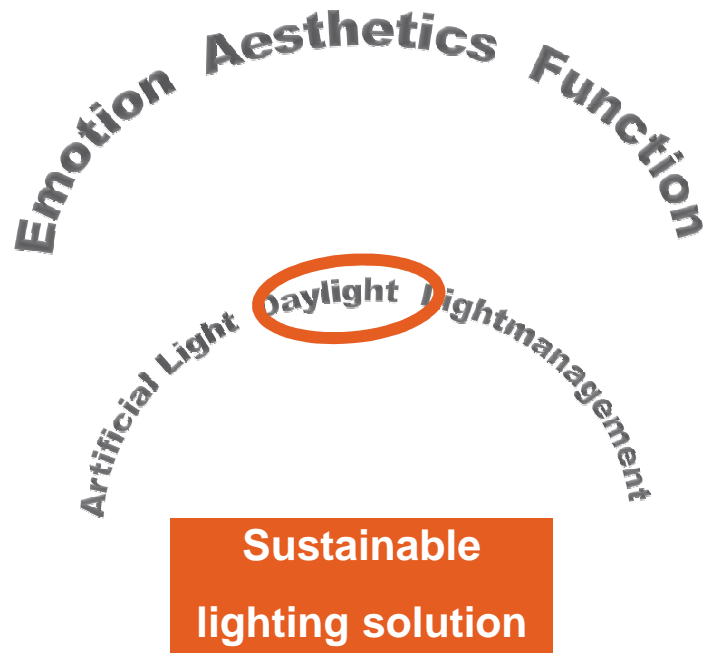 Emotion Aesthetics Function
Artificial Light Daylight Lightmanagement
Sustainable
lighting solution